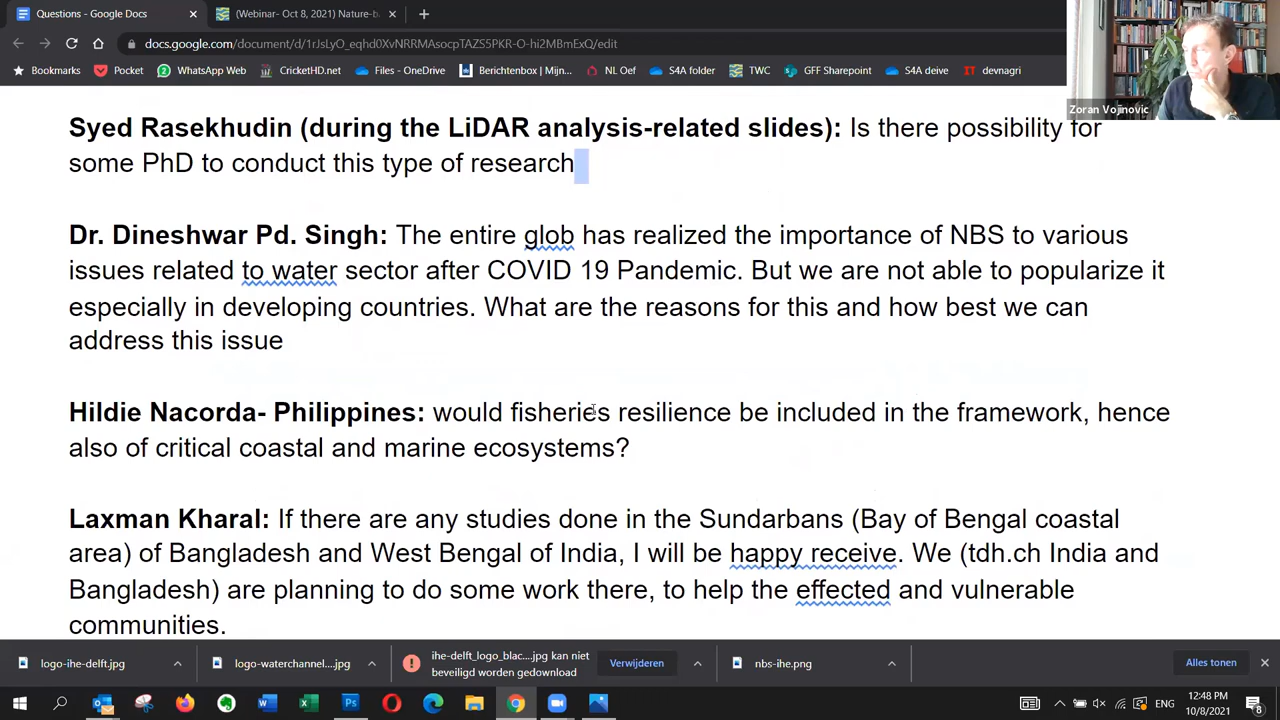 Questions - Google Docs
(Webinar- Oct 8, 2021) Nature-b
docs.google.com/document/d/1rJsLyO_eqhd0XvNRRMAsocpTAZS5PKR-O-hi2MBmExQ/edit
Bookmarks
Pocket
WhatsApp Web
CricketHD.net
Files - OneDrive
Berichtenbox | Mijn...
NL Oef
S4A folder
TWC
GFF Sharepoint
S4A deive
IT devnagri
Zoran Vojinovic
Syed Rasekhudin (during the LiDAR analysis-related slides): Is there possibility for
some PhD to conduct this type of research
Dr. Dineshwar Pd. Singh: The entire glob has realized the importance of NBS to various
issues related to water sector after COVID 19 Pandemic. But we are not able to popularize it
especially in developing countries. What are the reasons for this and how best we can
address this issue
Hildie Nacorda- Philippines: would fisheries resilience be included in the framework, hence
also of critical coastal and marine ecosystems?
Laxman Kharal: If there are any studies done in the Sundarbans (Bay of Bengal coastal
area) of Bangladesh and West Bengal of India, I will be happy receive. We (tdh.ch India and
Bangladesh) are planning to do some work there, to help the effected and vulnerable
communities.
logo-ihe-delft.jpg
logo-waterchannel....jpg
ihe-delft_logo_blac....jpg kan niet
beveiligd worden gedownload
Verwijderen
nbs-ihe.png
Alles tonen
ENG
12:48 PM
10/8/2021
8